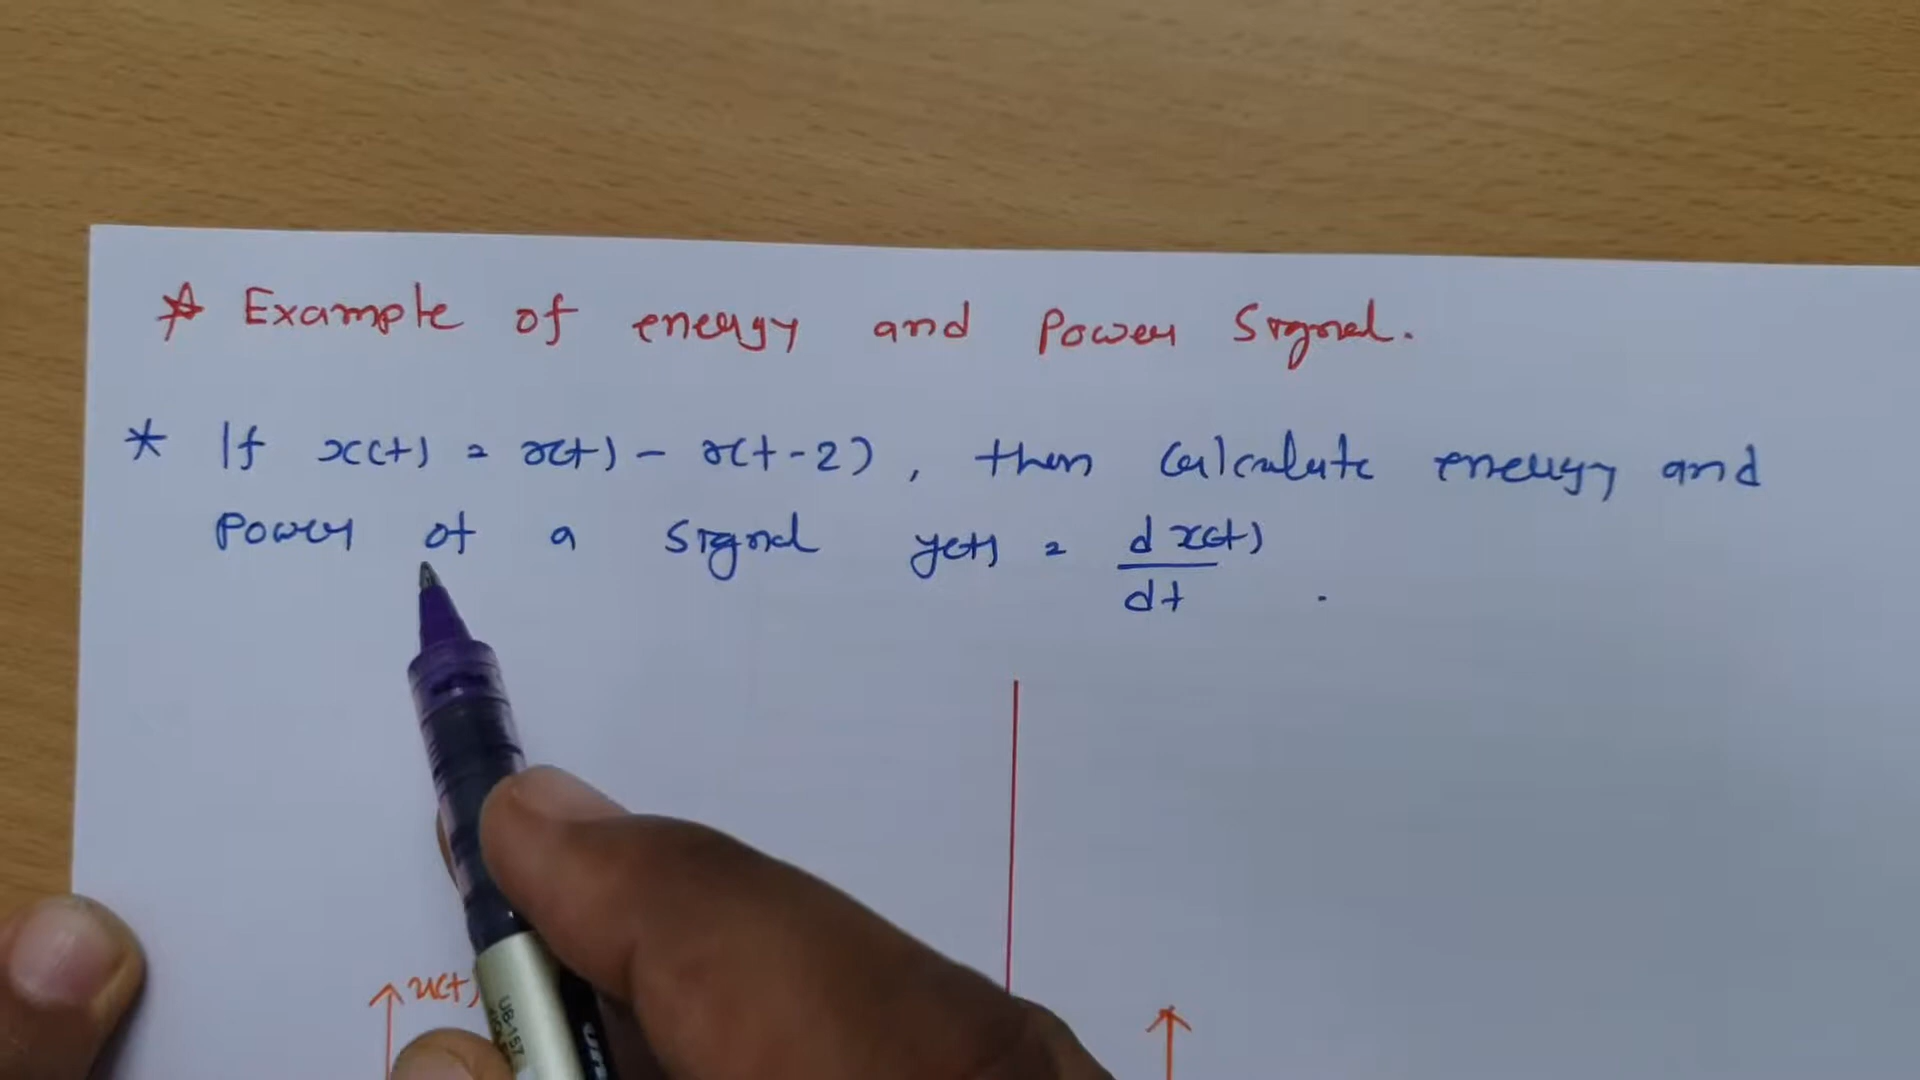 * Example of energy and Power Signal.
* If x(t) = r(t) - r(t-2), then calculate energy and
Power of a signal y(t) = d x(t) / dt .
u(t)
UB-157